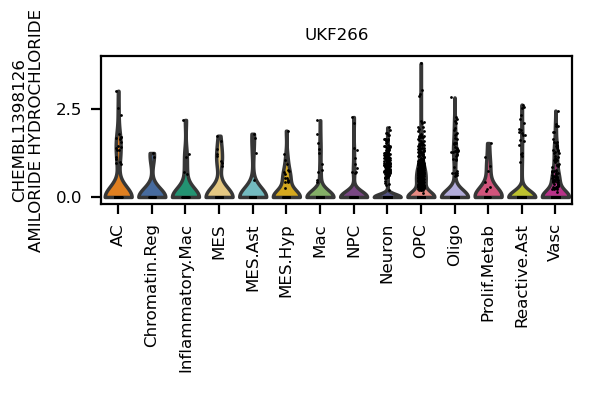 UKF266
CHEMBL1398126
AMILORIDE HYDROCHLORIDE
2.5
0.0
AC
Chromatin.Reg
Inflammatory.Mac
MES
MES.Ast
MES.Hyp
Mac
NPC
Neuron
OPC
Oligo
Prolif.Metab
Reactive.Ast
Vasc